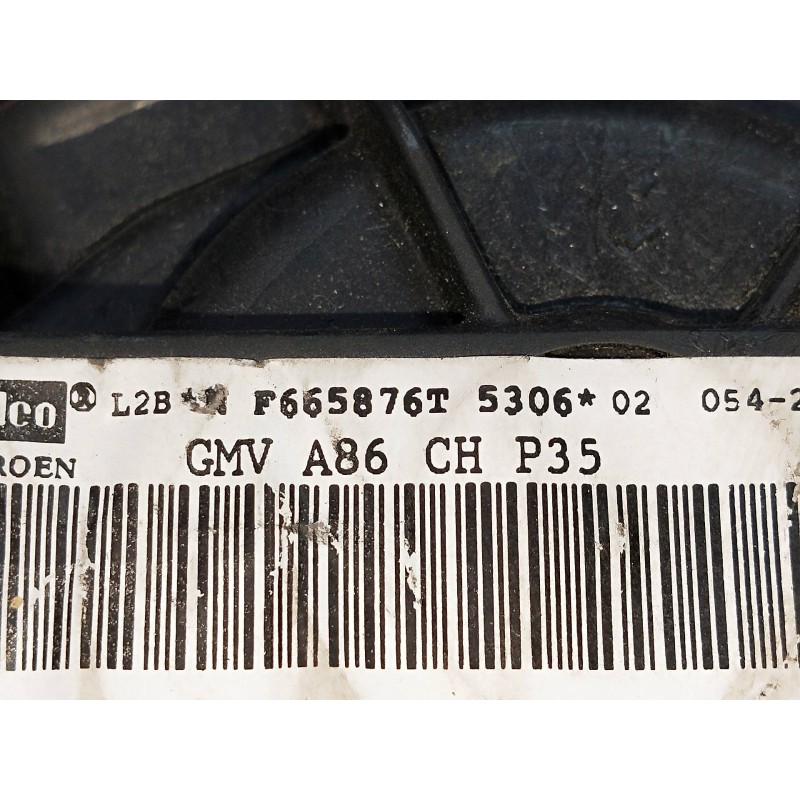 lco® L2B F665876T 5306* 02 054-2
ROEN GMV A86 CH P35